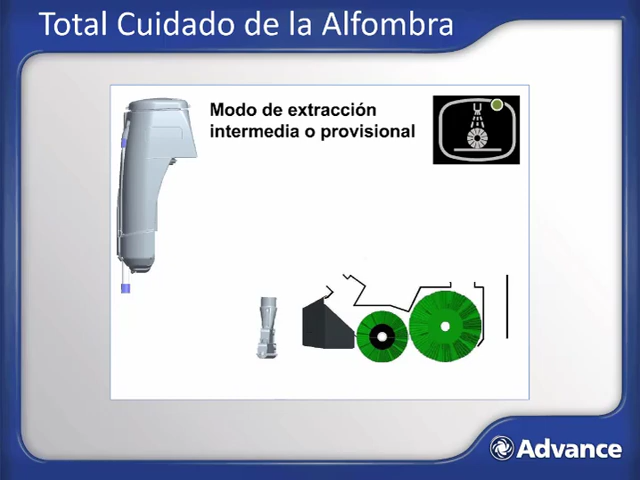 Total Cuidado de la Alfombra
Modo de extracción
intermedia o provisional
Advance